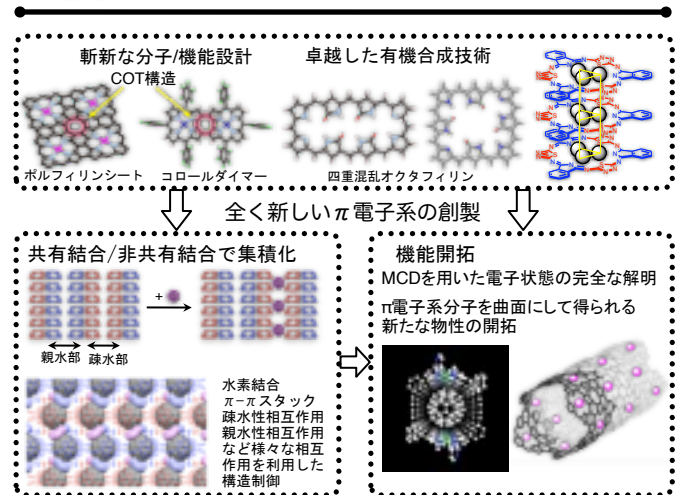 斬新な分子/機能設計
卓越した有機合成技術
COT構造
ポルフィリンシート
コロールダイマー
四重混乱オクタフィリン
全く新しいπ電子系の創製
共有結合/非共有結合で集積化
+
親水部
疎水部
水素結合
π-πスタック
疎水性相互作用
親水性相互作用
など様々な相互
作用を利用した
構造制御
機能開拓
MCDを用いた電子状態の完全な解明
π電子系分子を曲面にして得られる
新たな物性の開拓